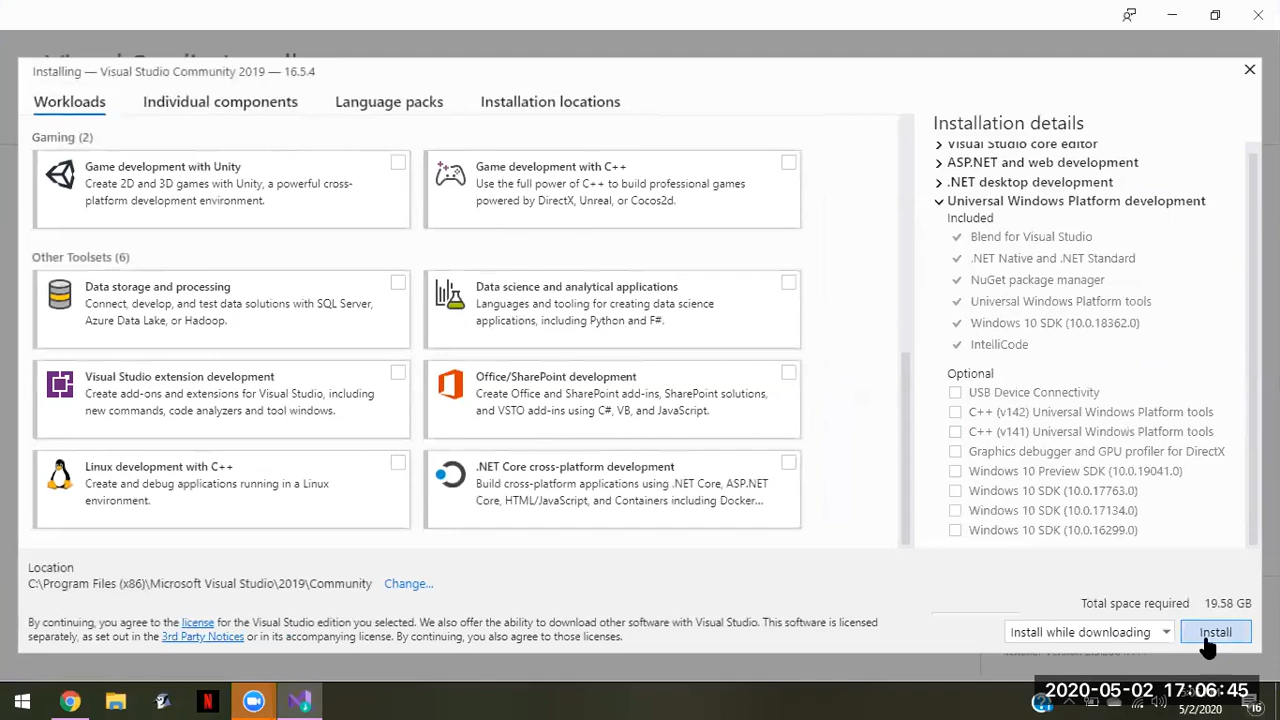 Installing — Visual Studio Community 2019 — 16.5.4
Workloads
Individual components
Language packs
Installation locations
Gaming (2)
Game development with Unity
Create 2D and 3D games with Unity, a powerful cross-
platform development environment.
Game development with C++
Use the full power of C++ to build professional games
powered by DirectX, Unreal, or Cocos2d.
Other Toolsets (6)
Data storage and processing
Connect, develop, and test data solutions with SQL Server,
Azure Data Lake, or Hadoop.
Data science and analytical applications
Languages and tooling for creating data science
applications, including Python and F#.
Visual Studio extension development
Create add-ons and extensions for Visual Studio, including
new commands, code analyzers and tool windows.
Office/SharePoint development
Create Office and SharePoint add-ins, SharePoint solutions,
and VSTO add-ins using C#, VB, and JavaScript.
Linux development with C++
Create and debug applications running in a Linux
environment.
.NET Core cross-platform development
Build cross-platform applications using .NET Core, ASP.NET
Core, HTML/JavaScript, and Containers including Docker...
Installation details
Visual Studio core editor
ASP.NET and web development
.NET desktop development
Universal Windows Platform development
Included
Blend for Visual Studio
.NET Native and .NET Standard
NuGet package manager
Universal Windows Platform tools
Windows 10 SDK (10.0.18362.0)
IntelliCode
Optional
USB Device Connectivity
C++ (v142) Universal Windows Platform tools
C++ (v141) Universal Windows Platform tools
Graphics debugger and GPU profiler for DirectX
Windows 10 Preview SDK (10.0.19041.0)
Windows 10 SDK (10.0.17763.0)
Windows 10 SDK (10.0.17134.0)
Windows 10 SDK (10.0.16299.0)
Location
C:\Program Files (x86)\Microsoft Visual Studio\2019\Community Change...
Total space required 19.58 GB
By continuing, you agree to the license for the Visual Studio edition you selected. We also offer the ability to download other software with Visual Studio. This software is licensed
separately, as set out in the 3rd Party Notices or in its accompanying license. By continuing, you also agree to those licenses.
Install while downloading
Install
2020-05-02 17:06:45
5/2/2020
16